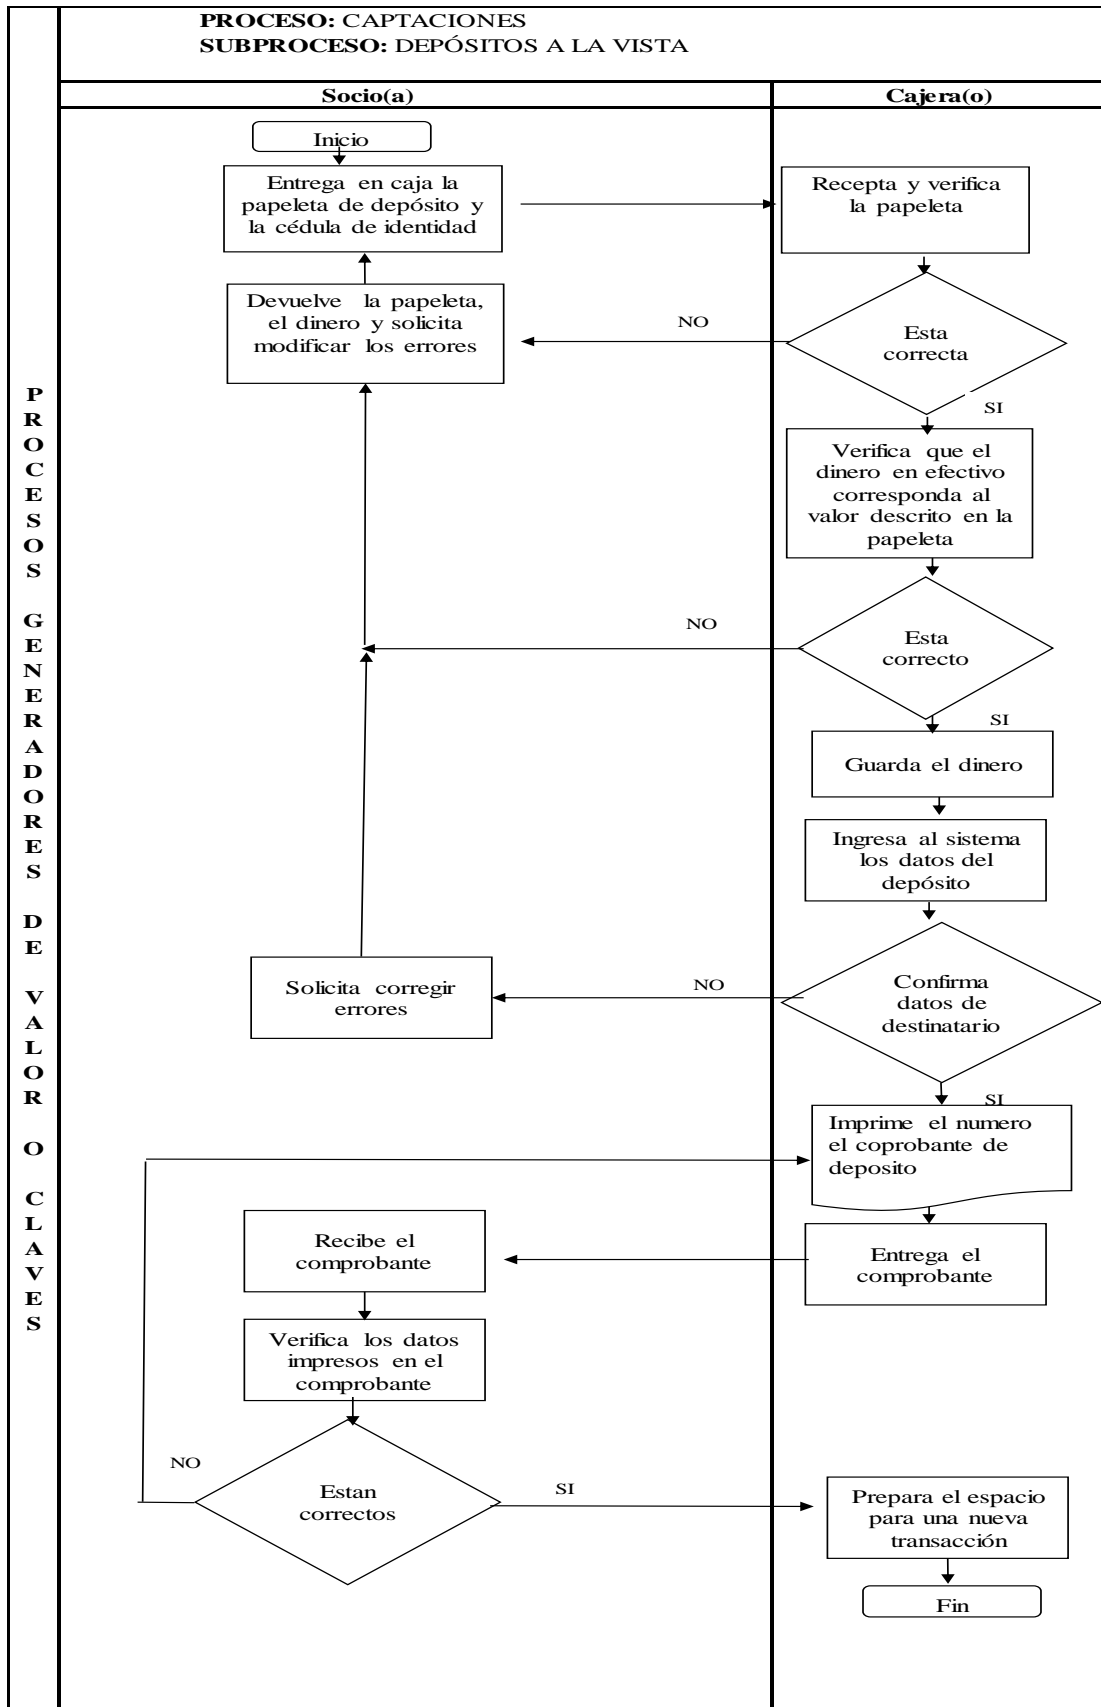 PROCESO: CAPTACIONES
SUBPROCESO: DEPÓSITOS A LA VISTA
Socio(a)
Cajera(o)
PROCESOS GENERADORES DE VALOR O CLAVES
Inicio
Entrega en caja la
papeleta de depósito y
la cédula de identidad
Recepta y verifica
la papeleta
Devuelve la papeleta,
el dinero y solicita
modificar los errores
NO
Esta
correcta
SI
Verifica que el
dinero en efectivo
corresponda al
valor descrito en la
papeleta
NO
Esta
correcto
SI
Guarda el dinero
Ingresa al sistema
los datos del
depósito
Solicita corregir
errores
NO
Confirma
datos de
destinatario
SI
Imprime el numero
el coprobante de
deposito
Recibe el
comprobante
Entrega el
comprobante
Verifica los datos
impresos en el
comprobante
NO
Estan
correctos
SI
Prepara el espacio
para una nueva
transacción
Fin